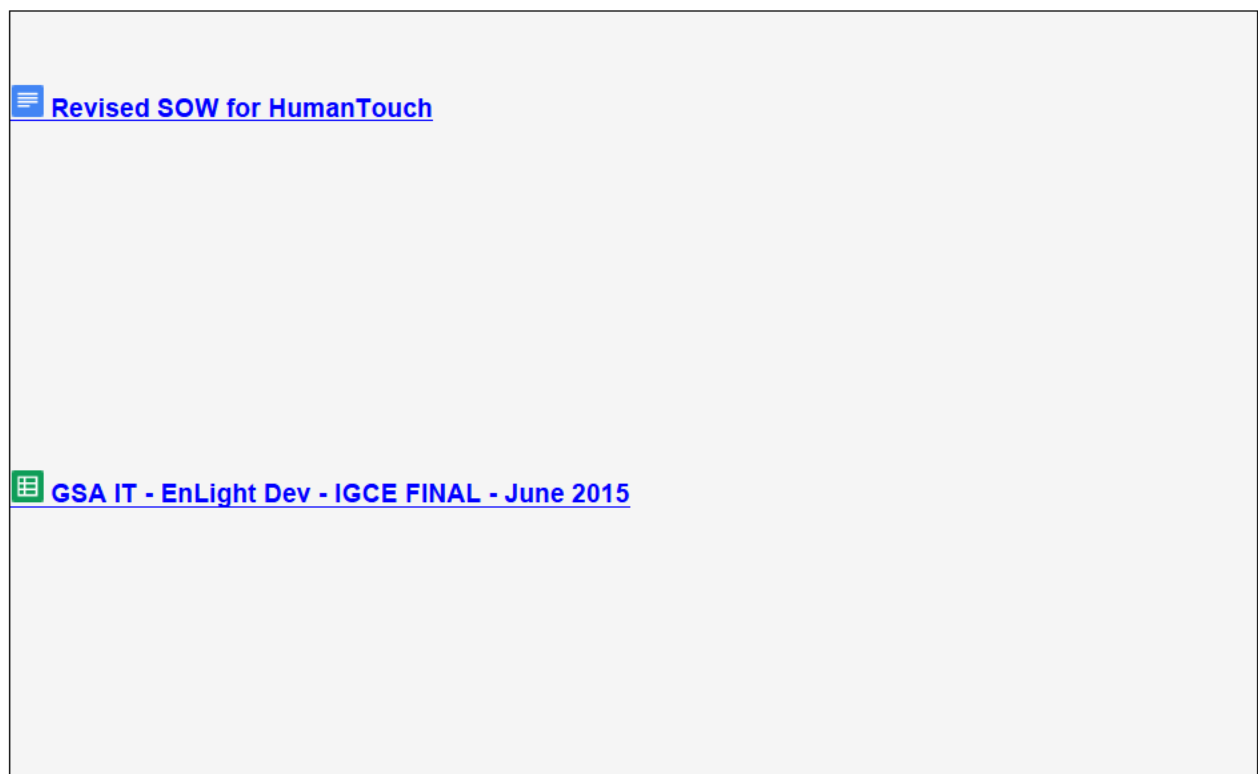 Revised SOW for HumanTouch
GSA IT - EnLight Dev - IGCE FINAL - June 2015